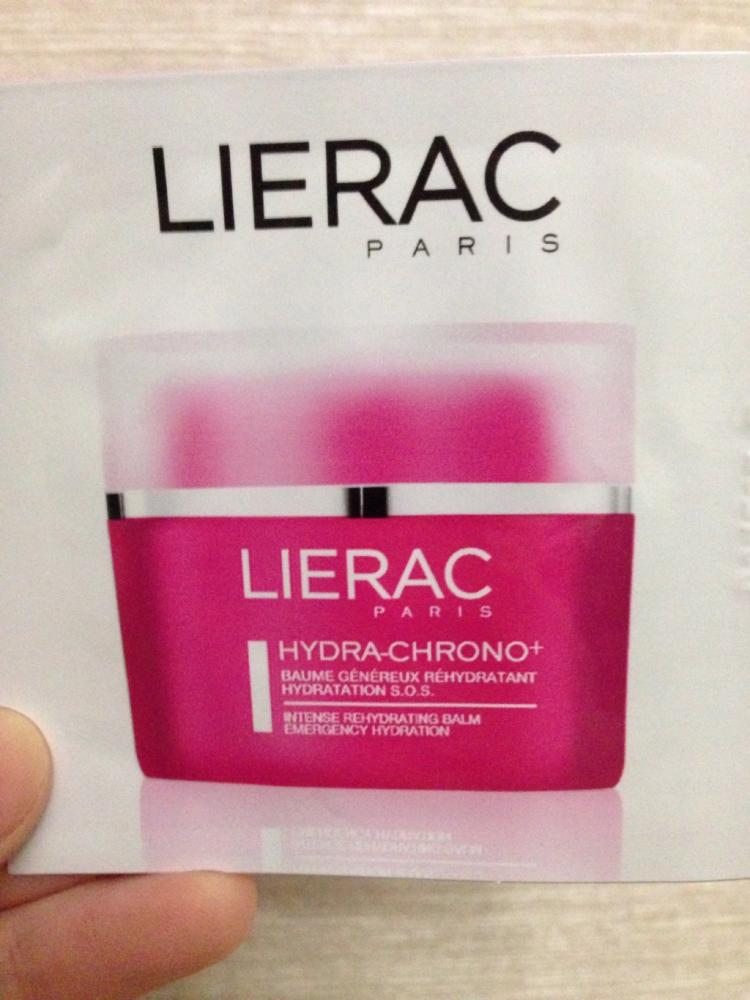 LIERAC
PARIS
LIERAC
PARIS
HYDRA-CHRONO+
BAUME GÉNÉREUX RÉHYDRATANT
HYDRATATION S.O.S.
INTENSE REHYDRATING BALM
EMERGENCY HYDRATION